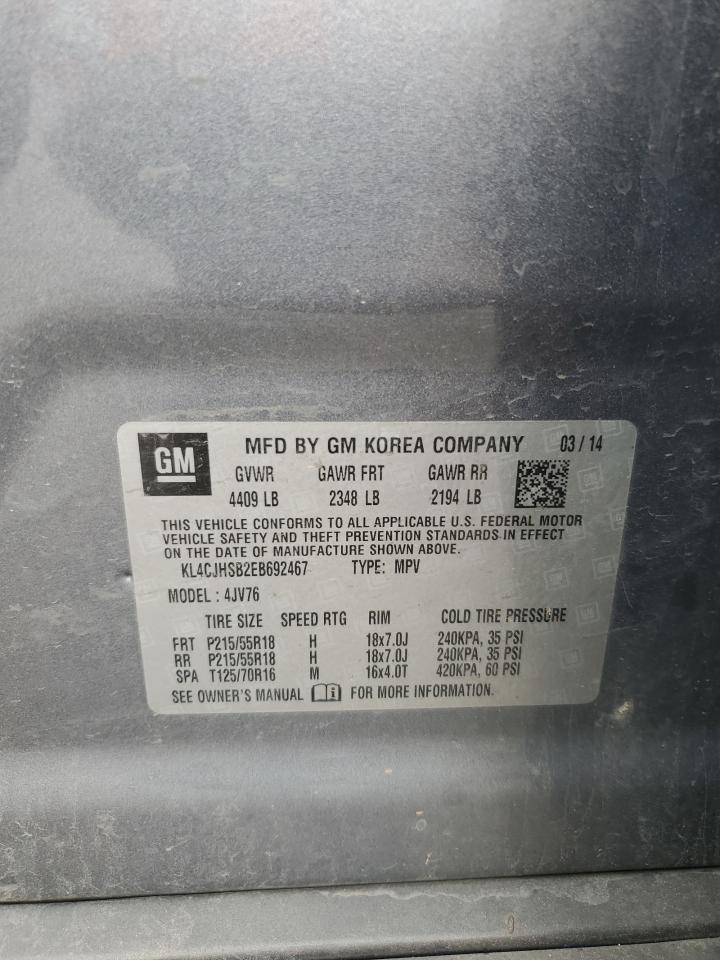 GM MFD BY GM KOREA COMPANY 03 / 14
GVWR GAWR FRT GAWR RR
4409 LB 2348 LB 2194 LB
THIS VEHICLE CONFORMS TO ALL APPLICABLE U.S. FEDERAL MOTOR
VEHICLE SAFETY AND THEFT PREVENTION STANDARDS IN EFFECT
ON THE DATE OF MANUFACTURE SHOWN ABOVE.
KL4CJHSB2EB692467 TYPE: MPV
MODEL : 4JV76
TIRE SIZE SPEED RTG RIM COLD TIRE PRESSURE
FRT P215/55R18 H 18x7.0J 240KPA, 35 PSI
RR P215/55R18 H 18x7.0J 240KPA, 35 PSI
SPA T125/70R16 M 16x4.0T 420KPA, 60 PSI
SEE OWNER'S MANUAL FOR MORE INFORMATION.